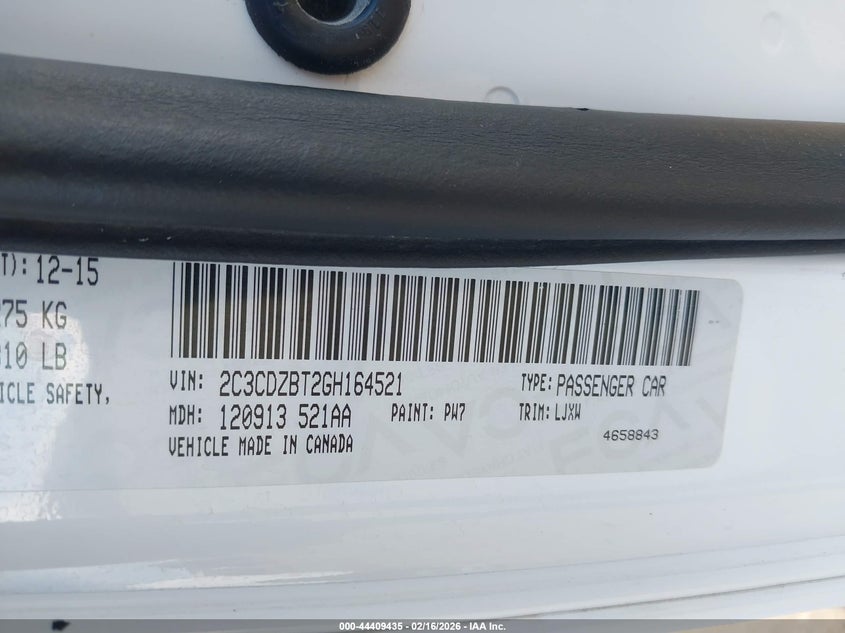 T): 12-15
75 KG
10 LB
ICLE SAFETY,
VIN: 2C3CDZBT2GH164521
TYPE: PASSENGER CAR
MDH: 120913 521AA
PAINT: PW7
TRIM: LJXW
VEHICLE MADE IN CANADA
4658843
000-44409435 - 02/16/2026 - IAA Inc.